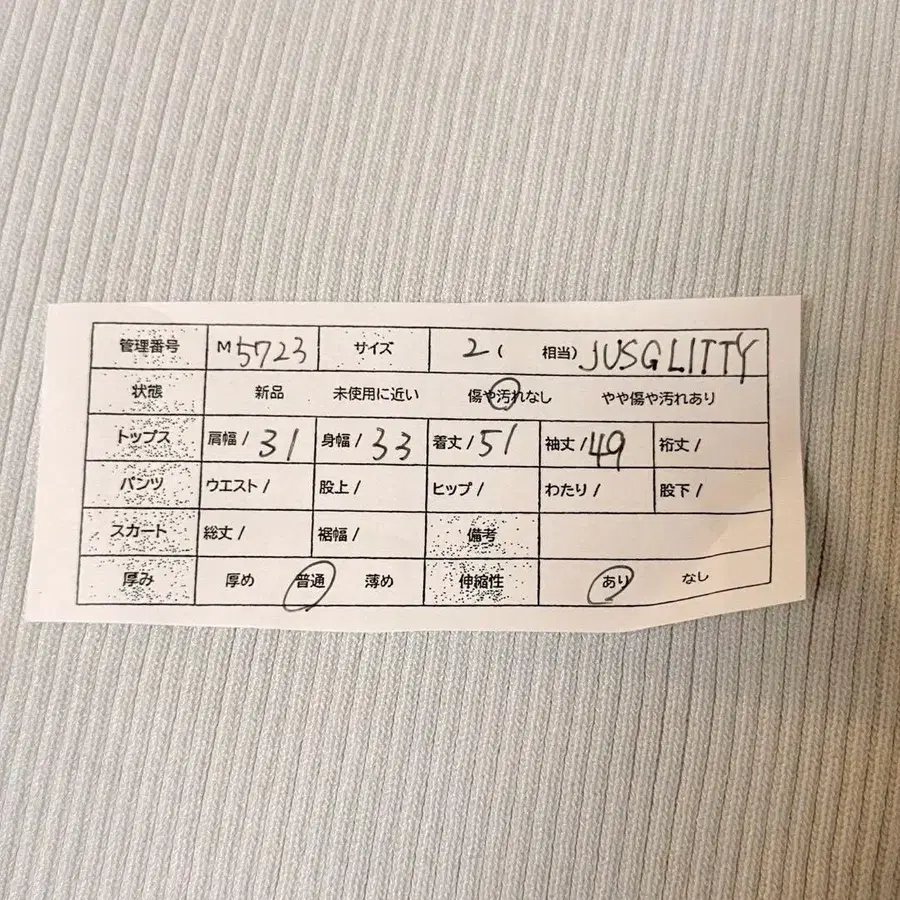 管理番号 M5723 サイズ 2( 相当) JUSGLITTY
状態 新品 未使用に近い 傷や汚れなし やや傷や汚れあり
トップス 肩幅/31 身幅/33 着丈/51 袖丈/49 裄丈/
パンツ ウエスト/ 股上/ ヒップ/ わたり/ 股下/
スカート 総丈/ 裾幅/ 備考
厚み 厚め 普通 薄め 伸縮性 あり なし